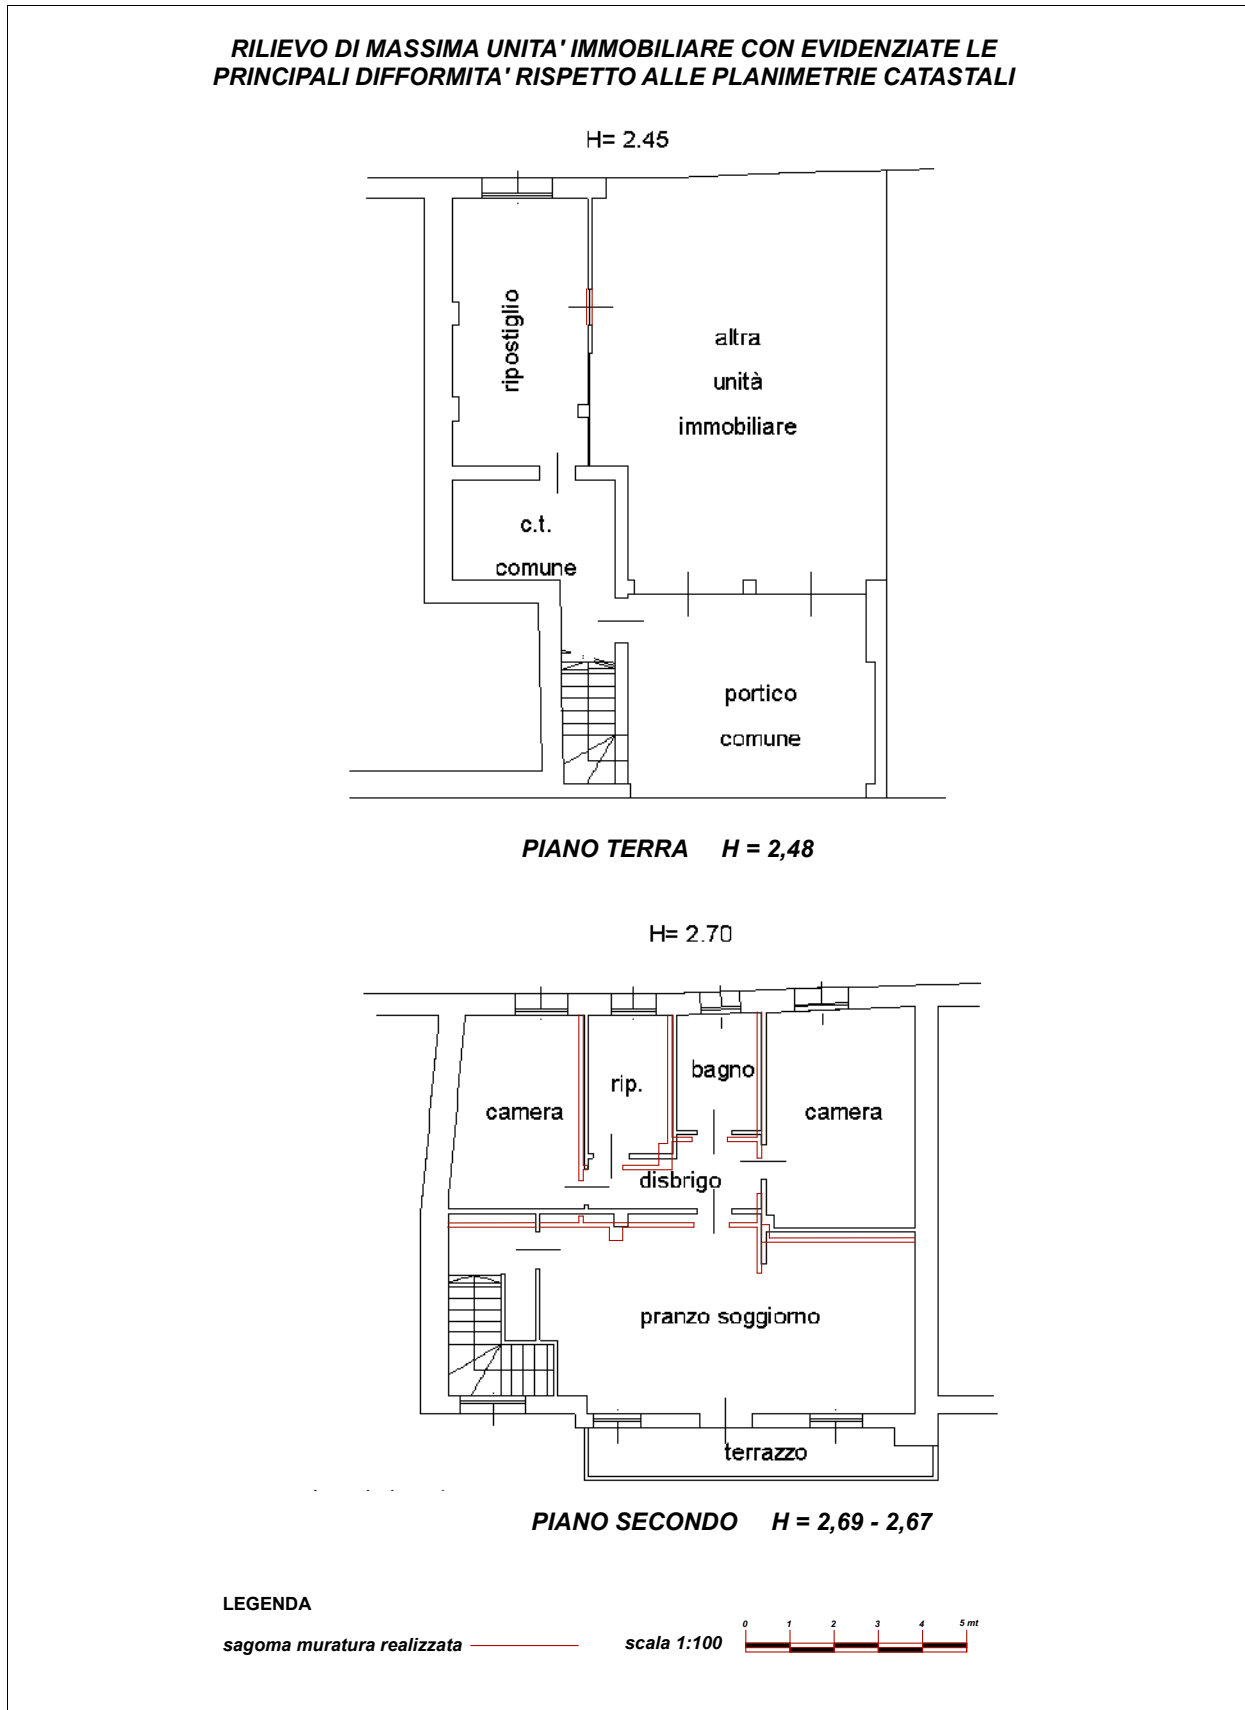 RILIEVO DI MASSIMA UNITA' IMMOBILIARE CON EVIDENZIATE LE
PRINCIPALI DIFFORMITA' RISPETTO ALLE PLANIMETRIE CATASTALI
H= 2.45
ripostiglio
altra
unità
immobiliare
c.t.
comune
portico
comune
PIANO TERRA H = 2,48
H= 2.70
camera
rip.
bagno
camera
disbrigo
pranzo soggiorno
terrazzo
PIANO SECONDO H = 2,69 - 2,67
LEGENDA
sagoma muratura realizzata
scala 1:100
0 1 2 3 4 5 mt